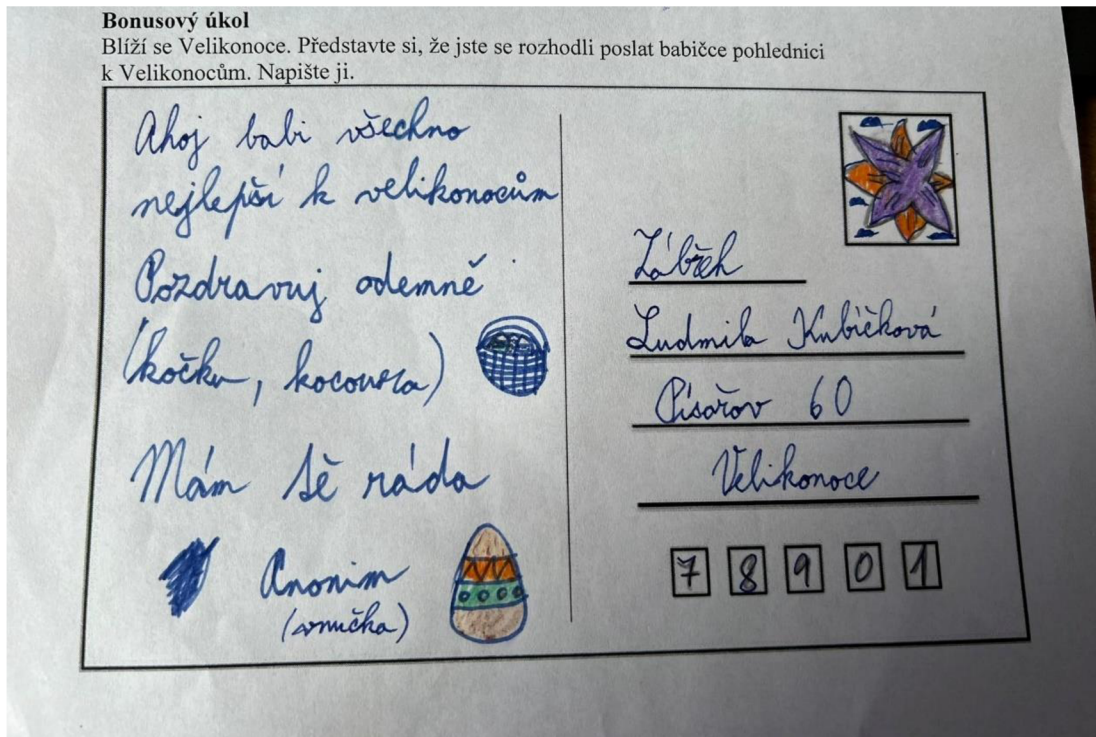 Bonusový úkol
Blíží se Velikonoce. Představte si, že jste se rozhodli poslat babičce pohlednici
k Velikonocům. Napište ji.
Ahoj babi všechno
nejlepší k velikonocům
Pozdravuj odemně
(kočku, kocoura)
Mám tě ráda
Anonim
(vnučka)
Zábřeh
Ludmila Kubíčková
Písařov 60
Velikonoce
7 8 9 0 1